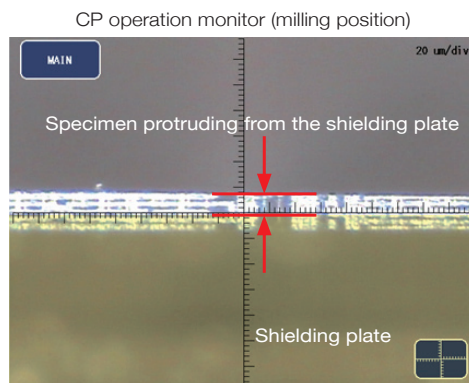 CP operation monitor (milling position)
MAIN
20 um/div
Specimen protruding from the shielding plate
Shielding plate